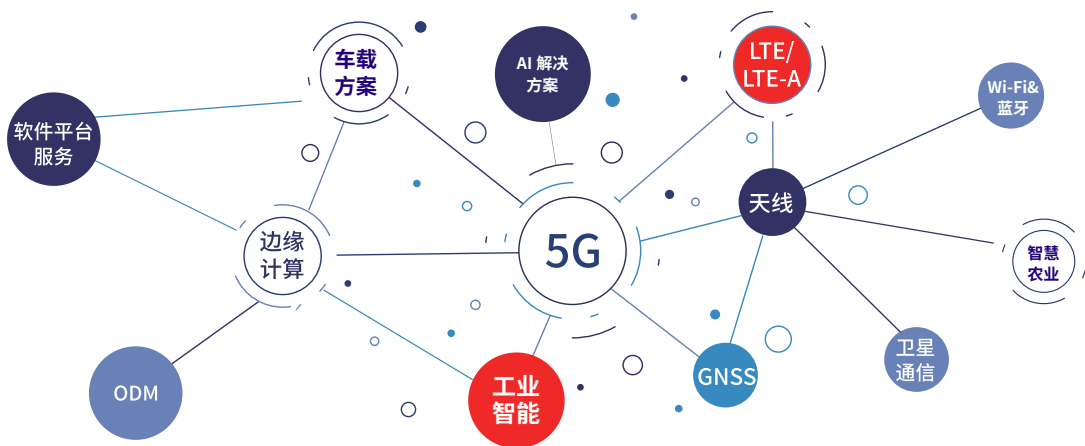 车载
方案
AI 解决
方案
LTE/
LTE-A
Wi-Fi&
蓝牙
软件平台
服务
天线
边缘
计算
5G
智慧
农业
卫星
通信
GNSS
ODM
工业
智能